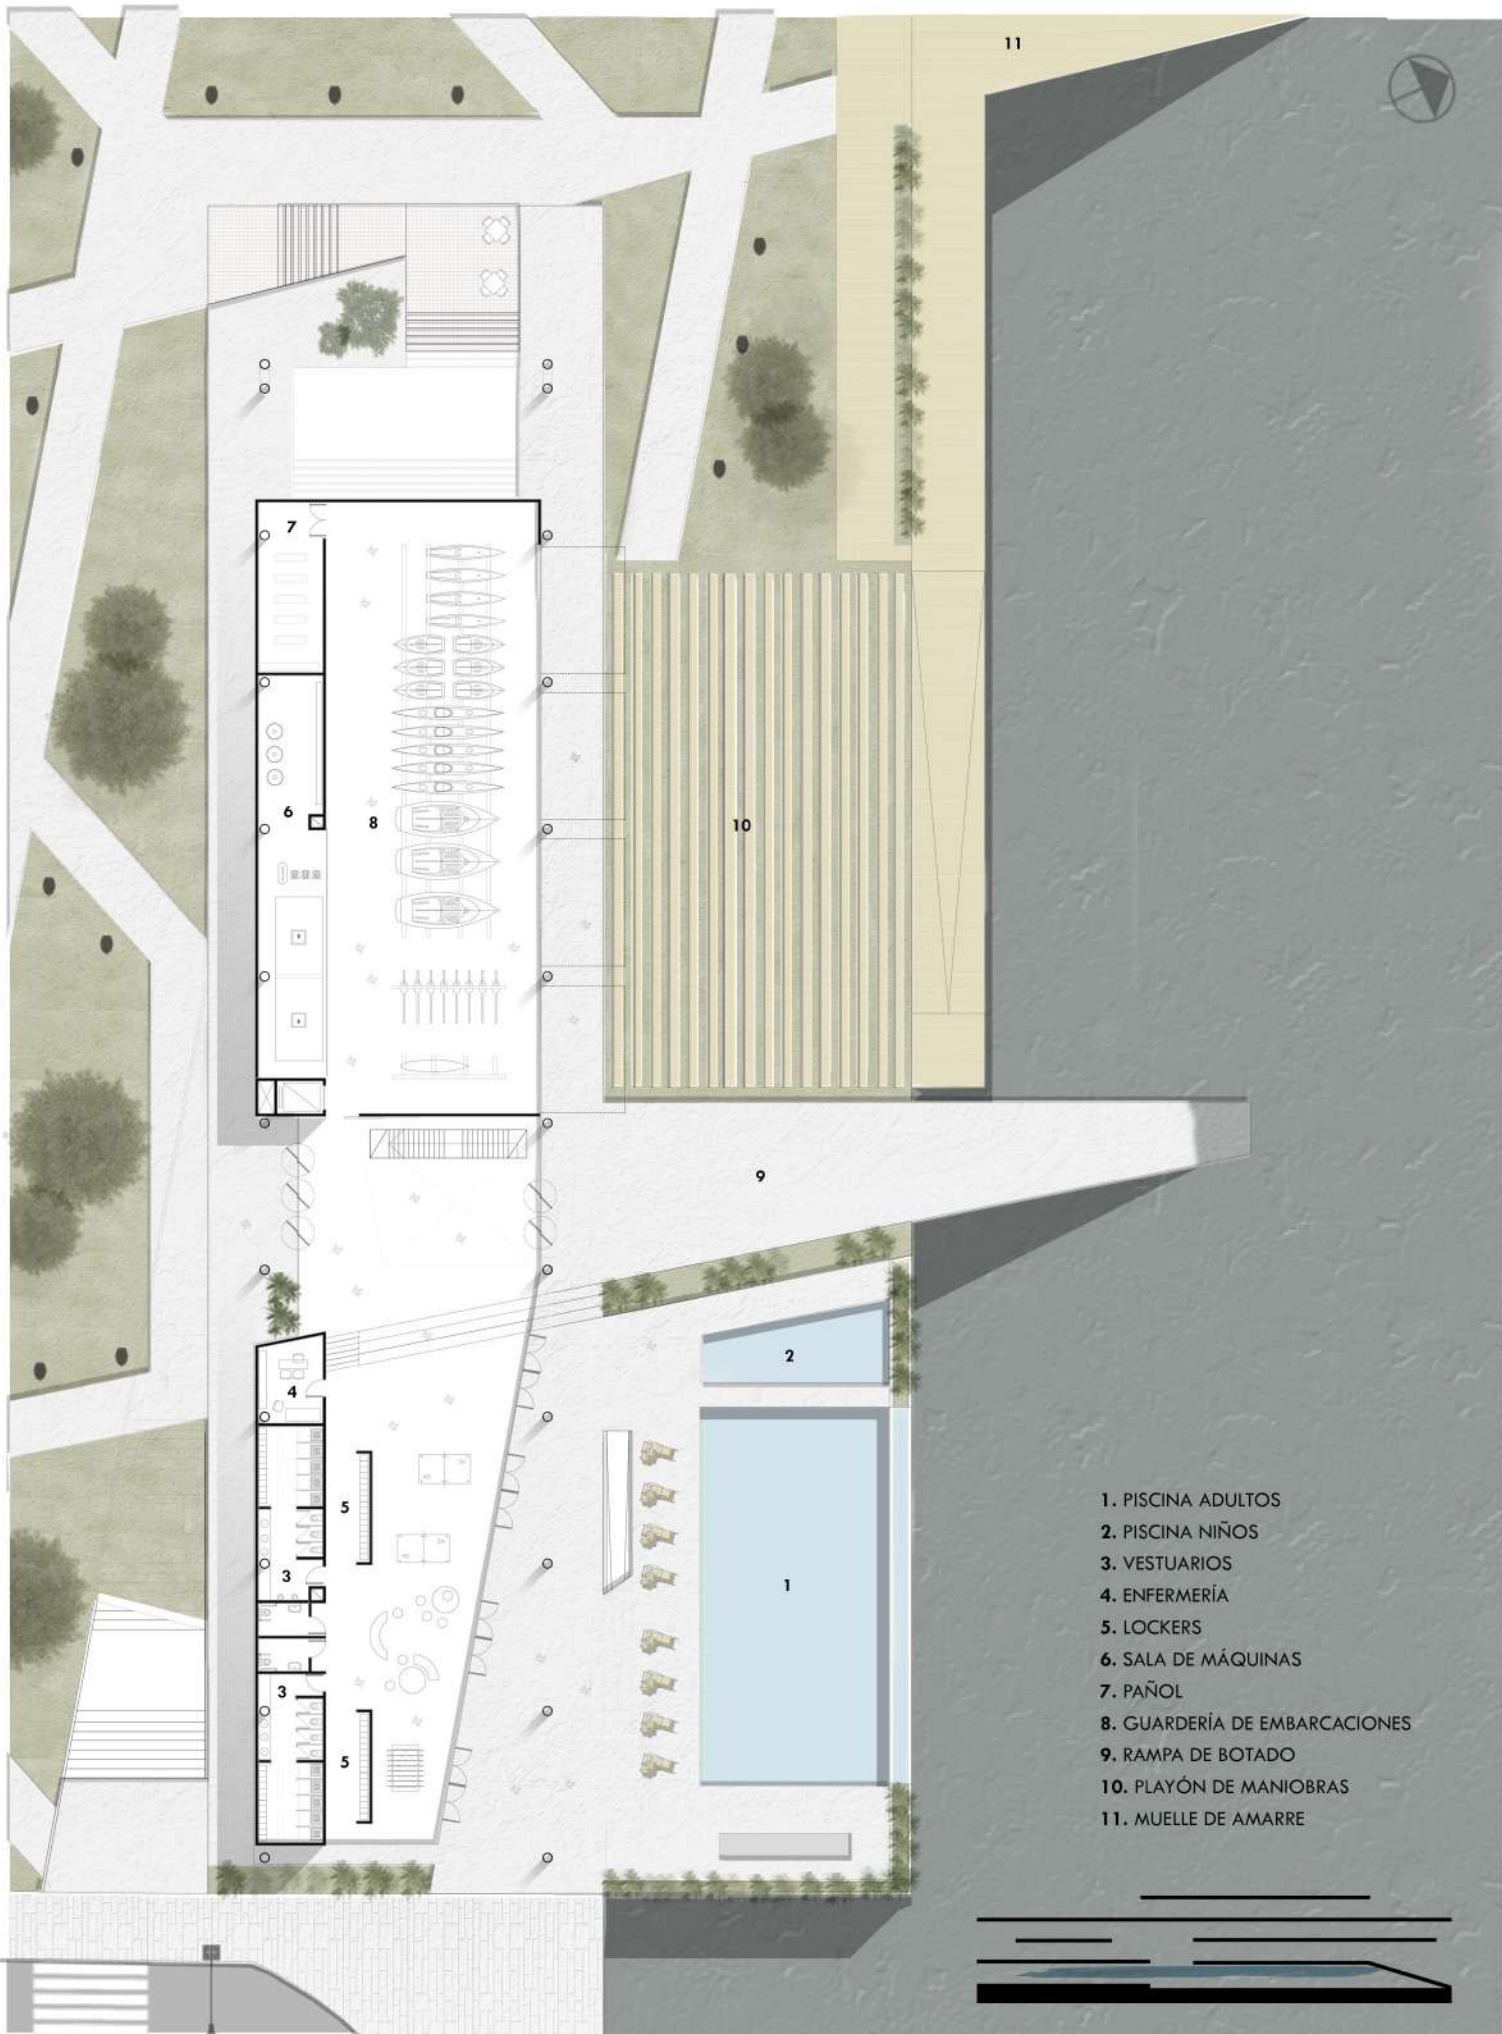 11
7
6
8
10
9
2
4
5
1
3
3
5
1. PISCINA ADULTOS
2. PISCINA NIÑOS
3. VESTUARIOS
4. ENFERMERÍA
5. LOCKERS
6. SALA DE MÁQUINAS
7. PAÑOL
8. GUARDERÍA DE EMBARCACIONES
9. RAMPA DE BOTADO
10. PLAYÓN DE MANIOBRAS
11. MUELLE DE AMARRE